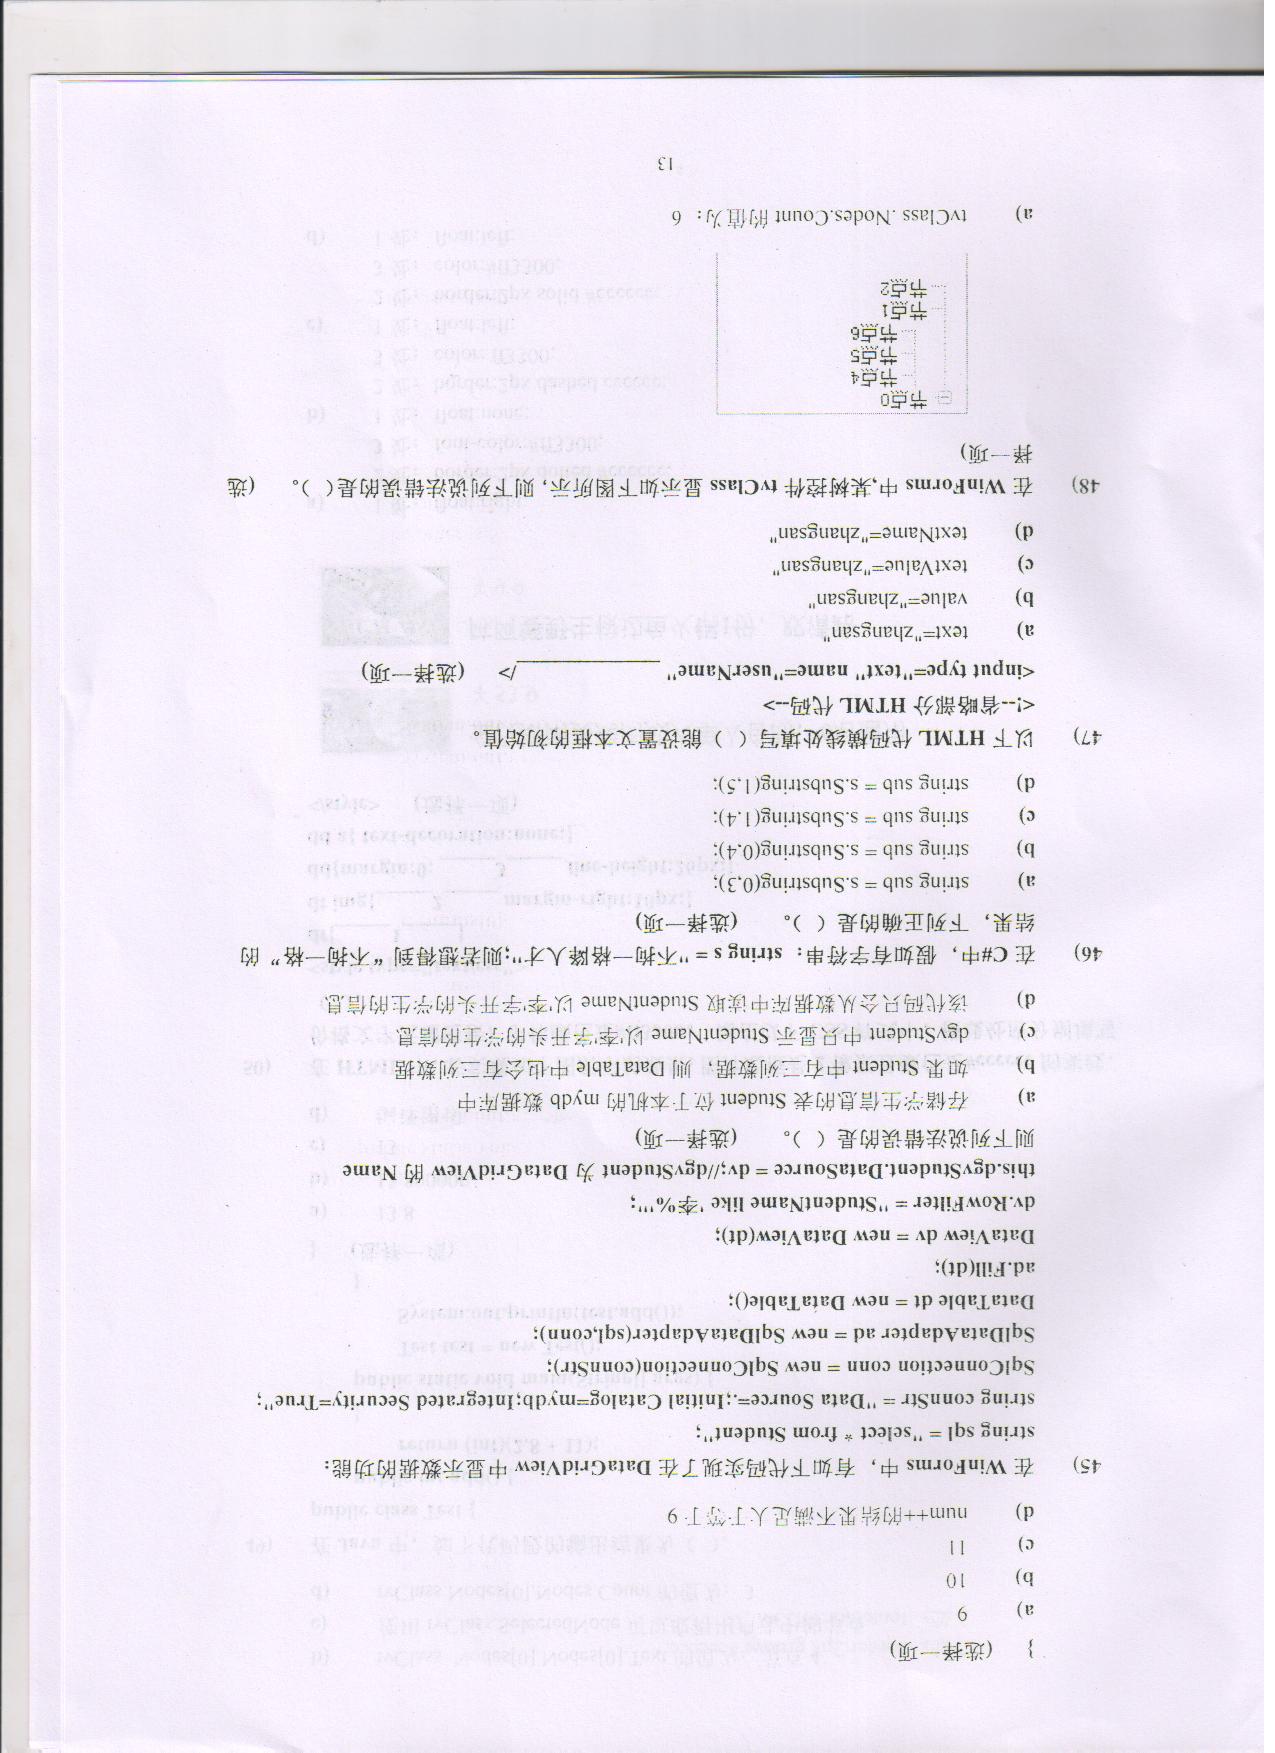 }    (选择一项)
a)    9
b)    10
c)    11
d)    num++的结果不满足大于等于 9
45)    在 WinForms 中，有如下代码实现了在 DataGridView 中显示数据的功能:
string sql = "select * from Student";
string connStr = "Data Source=.;Initial Catalog=mydb;Integrated Security=True";
SqlConnection conn = new SqlConnection(connStr);
SqlDataAdapter ad = new SqlDataAdapter(sql,conn);
DataTable dt = new DataTable();
ad.Fill(dt);
DataView dv = new DataView(dt);
dv.RowFilter = "StudentName like '李%'";
this.dgvStudent.DataSource = dv;//dgvStudent 为 DataGridView 的 Name
则下列说法错误的是（ ）。    (选择一项)
a)    存储学生信息的表 Student 位于本机的 mydb 数据库中
b)    如果 Student 中有三列数据，则 DataTable 中也会有三列数据
c)    dgvStudent 中只显示 StudentName 以'李'字开头的学生的信息
d)    该代码只会从数据库中读取 StudentName 以'李'字开头的学生的信息
46)    在 C#中，假如有字符串：string s = "不拘一格降人才";则若想得到 “不拘一格” 的
结果，下列正确的是（ ）。    (选择一项)
a)    string sub = s.Substring(0,3);
b)    string sub = s.Substring(0,4);
c)    string sub = s.Substring(1,4);
d)    string sub = s.Substring(1,5);
47)    以下 HTML 代码横线处填写（ ）能设置文本框的初始值。
<!--省略部分 HTML 代码-->
<input type="text" name="userName" ______________/>    (选择一项)
a)    text="zhangsan"
b)    value="zhangsan"
c)    textValue="zhangsan"
d)    textName="zhangsan"
48)    在 WinForms 中,某树控件 tvClass 显示如下图所示, 则下列说法错误的是（ ）。    (选
择一项)
节点0
节点4
节点5
节点6
节点1
节点2
a)    tvClass .Nodes.Count 的值为：6
13